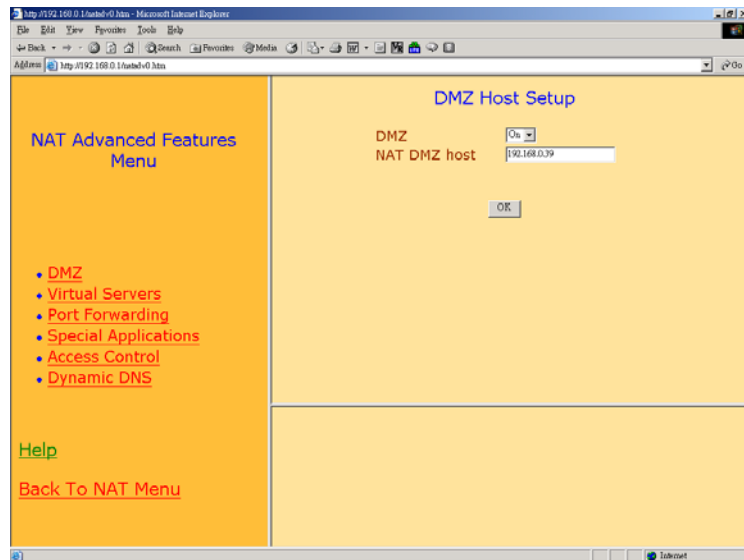 http://192.168.0.1/natadv0.htm - Microsoft Internet Explorer
File Edit View Favorites Tools Help
Back Search Favorites Media
Address http://192.168.0.1/natadv0.htm Go
NAT Advanced Features
Menu
DMZ
Virtual Servers
Port Forwarding
Special Applications
Access Control
Dynamic DNS
Help
Back To NAT Menu
DMZ Host Setup
DMZ On
NAT DMZ host 192.168.0.39
OK
Internet